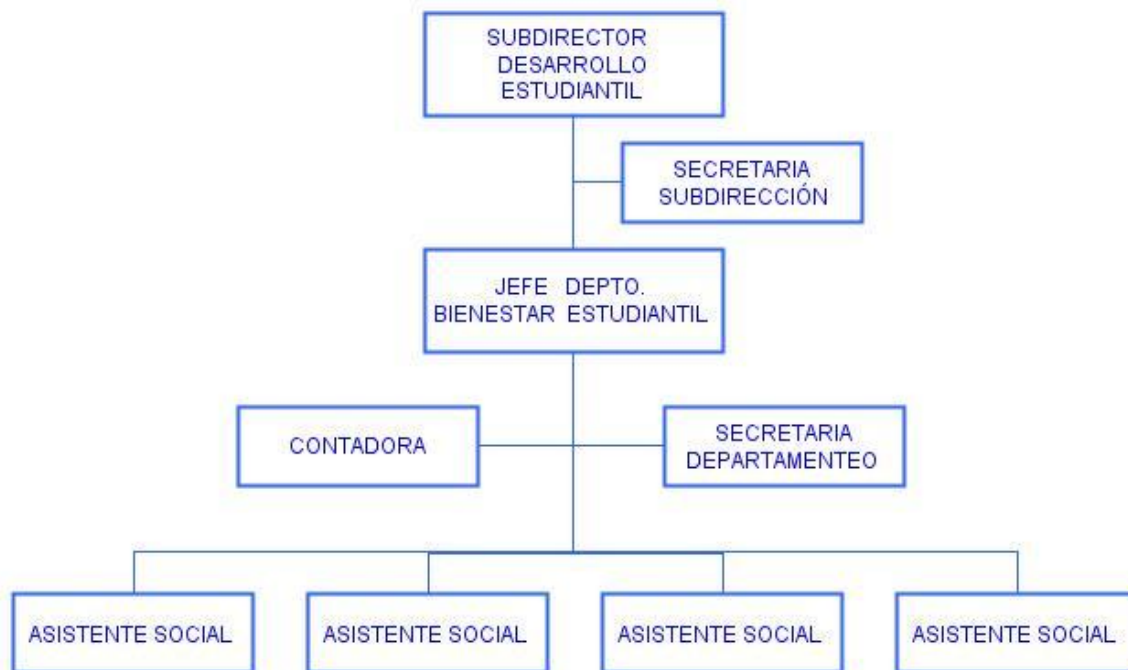 SUBDIRECTOR
DESARROLLO
ESTUDIANTIL
SECRETARIA
SUBDIRECCIÓN
JEFE DEPTO.
BIENESTAR ESTUDIANTIL
CONTADORA
SECRETARIA
DEPARTAMENTEO
ASISTENTE SOCIAL
ASISTENTE SOCIAL
ASISTENTE SOCIAL
ASISTENTE SOCIAL